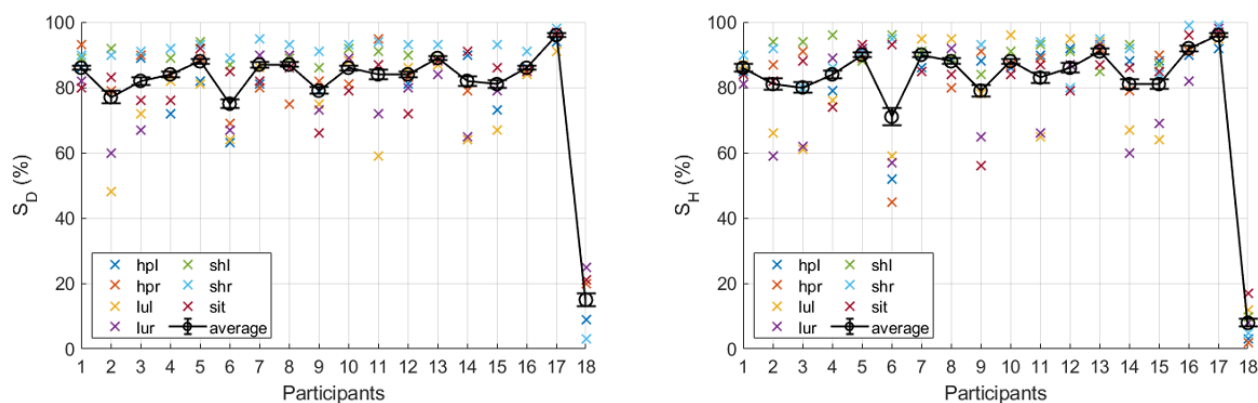 100
80
60
40
20
0
S_D (%)
hpl shl
hpr shr
lul sit
lur average
1 2 3 4 5 6 7 8 9 10 11 12 13 14 15 16 17 18
Participants
100
80
60
40
20
0
S_H (%)
hpl shl
hpr shr
lul sit
lur average
1 2 3 4 5 6 7 8 9 10 11 12 13 14 15 16 17 18
Participants